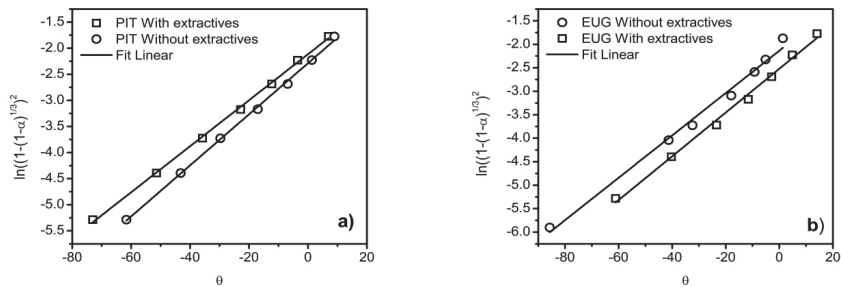 PIT With extractives
PIT Without extractives
Fit Linear
-1.5
-2.0
-2.5
-3.0
-3.5
-4.0
-4.5
-5.0
-5.5
ln((1-(1-α)^1/3)^2
-80 -60 -40 -20 0 20
θ
a)
EUG Without extractives
EUG With extractives
Fit Linear
-1.5
-2.0
-2.5
-3.0
-3.5
-4.0
-4.5
-5.0
-5.5
-6.0
ln((1-(1-α)^1/3)^2
-80 -60 -40 -20 0 20
θ
b)